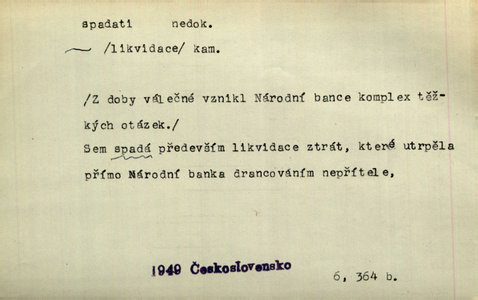 spadati nedok.
~ /likvidace/ kam.
/Z doby válečné vznikl Národní bance komplex těž-
kých otázek./
Sem spadá především likvidace ztrát, které utrpěla
přímo Národní banka drancováním nepřítele,
1949 Československo
6, 364 b.